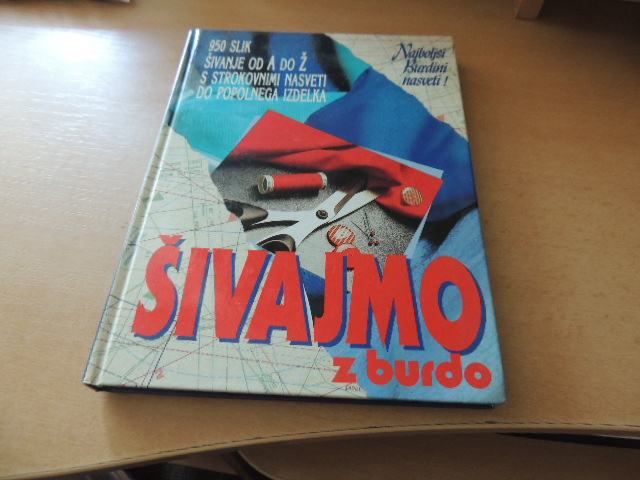 950 SLIK
ŠIVANJE OD A DO Ž
S STROKOVNIMI NASVETI
DO POPOLNEGA IZDELKA
Najboljši
Burdini
nasveti!
ŠIVAJMO
z burdo